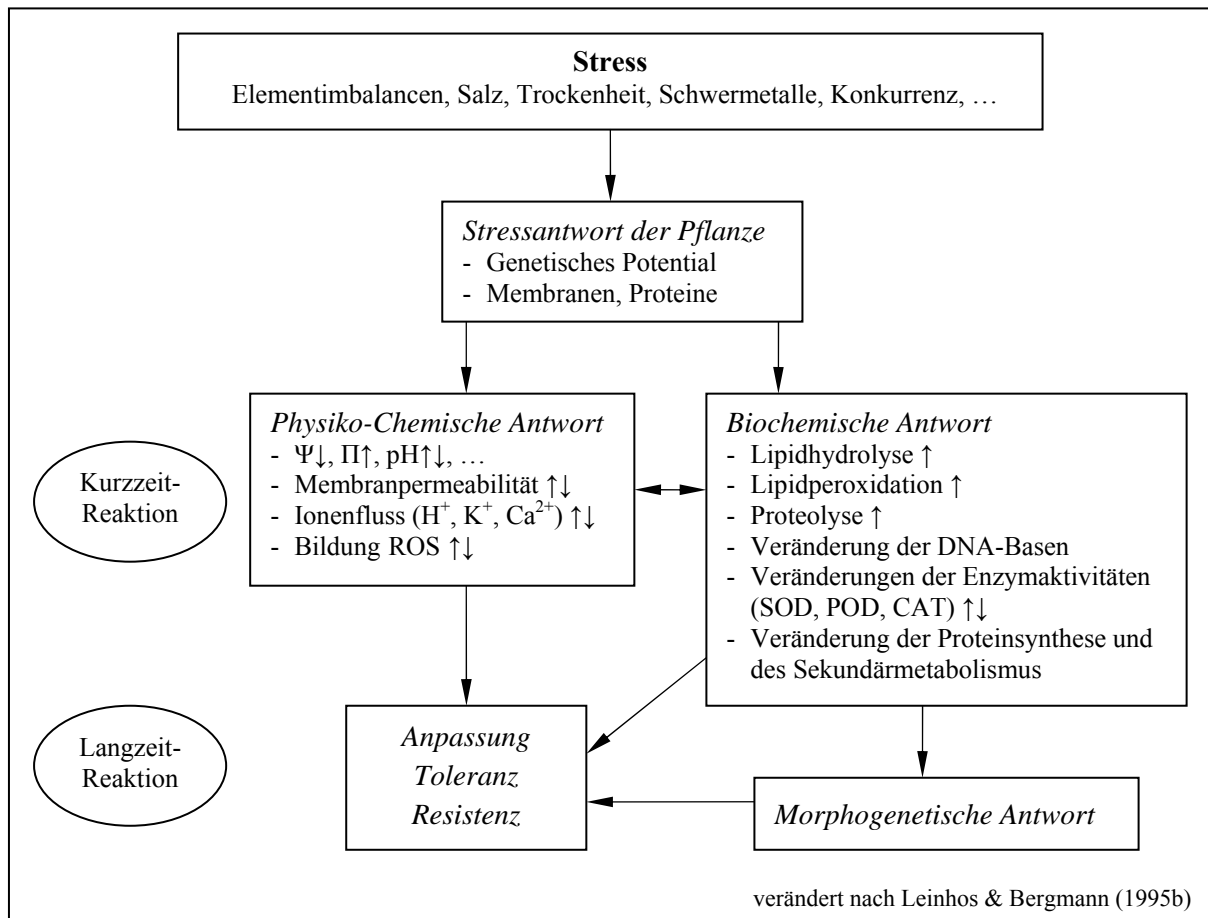 Stress
Elementimbalancen, Salz, Trockenheit, Schwermetalle, Konkurrenz, …
Stressantwort der Pflanze
- Genetisches Potential
- Membranen, Proteine
Kurzzeit-
Reaktion
Physiko-Chemische Antwort
- Ψ↓, Π↑, pH↑↓, …
- Membranpermeabilität ↑↓
- Ionenfluss (H⁺, K⁺, Ca²⁺) ↑↓
- Bildung ROS ↑↓
Biochemische Antwort
- Lipidhydrolyse ↑
- Lipidperoxidation ↑
- Proteolyse ↑
- Veränderung der DNA-Basen
- Veränderungen der Enzymaktivitäten
(SOD, POD, CAT) ↑↓
- Veränderung der Proteinsynthese und
des Sekundärmetabolismus
Langzeit-
Reaktion
Anpassung
Toleranz
Resistenz
Morphogenetische Antwort
verändert nach Leinhos & Bergmann (1995b)